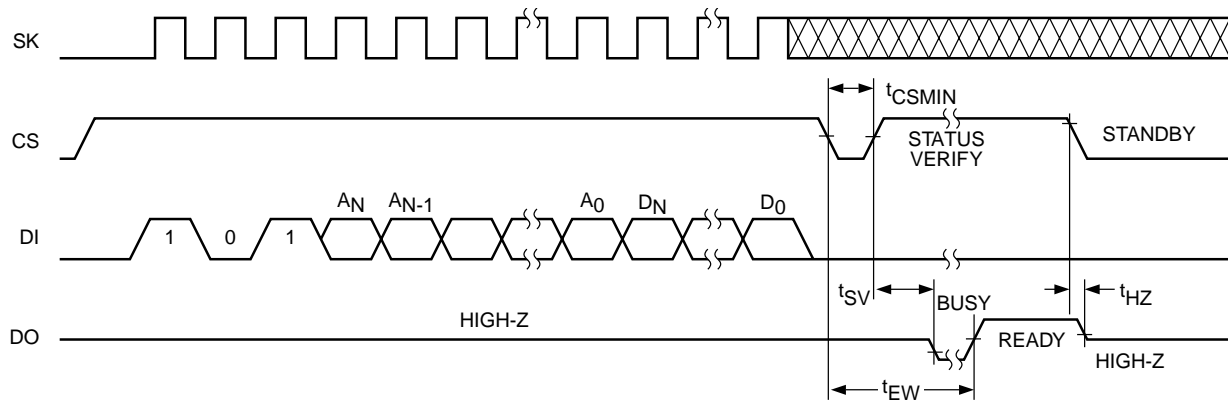 SK
tCSMIN
CS
STATUS
VERIFY
STANDBY
AN AN-1 A0 DN D0
DI
1 0 1
tSV
BUSY
tHZ
HIGH-Z
DO
READY
HIGH-Z
tEW